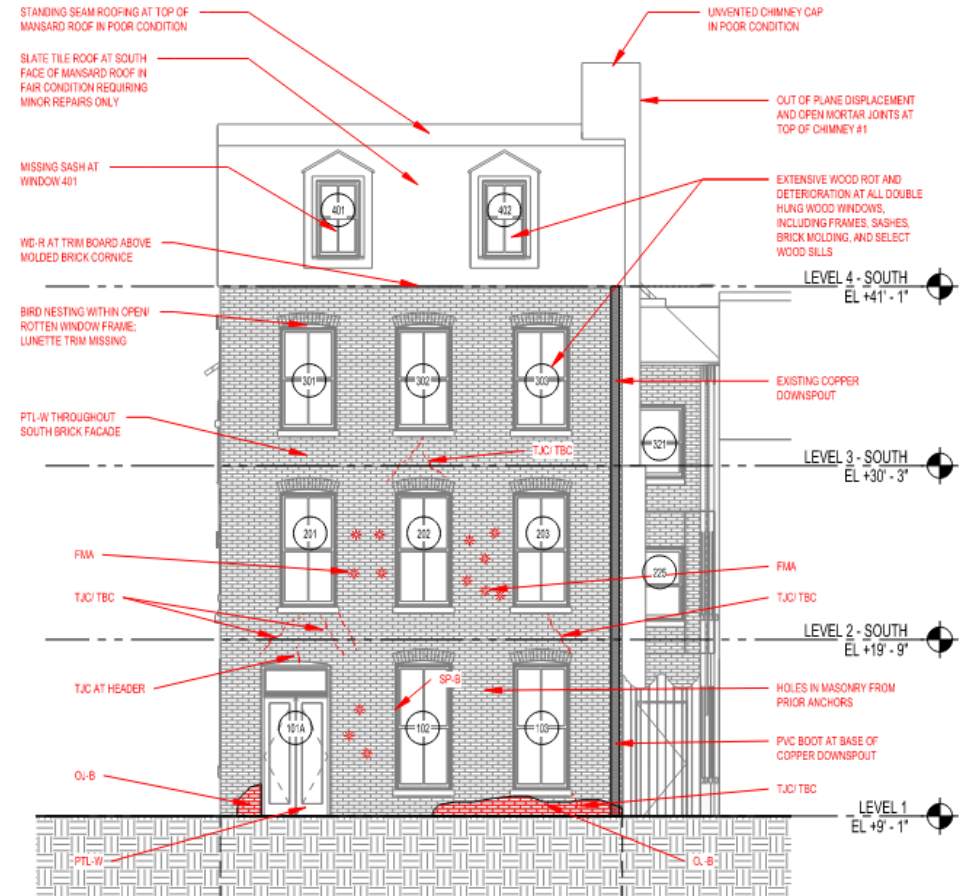 STANDING SEAM ROOFING AT TOP OF
MANSARD ROOF IN POOR CONDITION
UNVENTED CHIMNEY CAP
IN POOR CONDITION
SLATE TILE ROOF AT SOUTH
FACE OF MANSARD ROOF IN
FAIR CONDITION REQUIRING
MINOR REPAIRS ONLY
OUT OF PLANE DISPLACEMENT
AND OPEN MORTAR JOINTS AT
TOP OF CHIMNEY #1
MISSING SASH AT
WINDOW 401
401
402
EXTENSIVE WOOD ROT AND
DETERIORATION AT ALL DOUBLE
HUNG WOOD WINDOWS,
INCLUDING FRAMES, SASHES,
BRICK MOLDING, AND SELECT
WOOD SILLS
WD-R AT TRIM BOARD ABOVE
MOLDED BRICK CORNICE
LEVEL 4 - SOUTH
EL +41' - 1"
BIRD NESTING WITHIN OPEN/
ROTTEN WINDOW FRAME;
LUNETTE TRIM MISSING
301
302
303
EXISTING COPPER
DOWNSPOUT
PTL-W THROUGHOUT
SOUTH BRICK FACADE
321
TJC/ TBC
LEVEL 3 - SOUTH
EL +30' - 3"
201
202
203
FMA
225
FMA
TJC/ TBC
TJC/ TBC
LEVEL 2 - SOUTH
EL +19' - 9"
TJC AT HEADER
SP-B
HOLES IN MASONRY FROM
PRIOR ANCHORS
101A
102
103
PVC BOOT AT BASE OF
COPPER DOWNSPOUT
OJ-B
TJC/ TBC
LEVEL 1
EL +9' - 1"
PTL-W
OJ-B